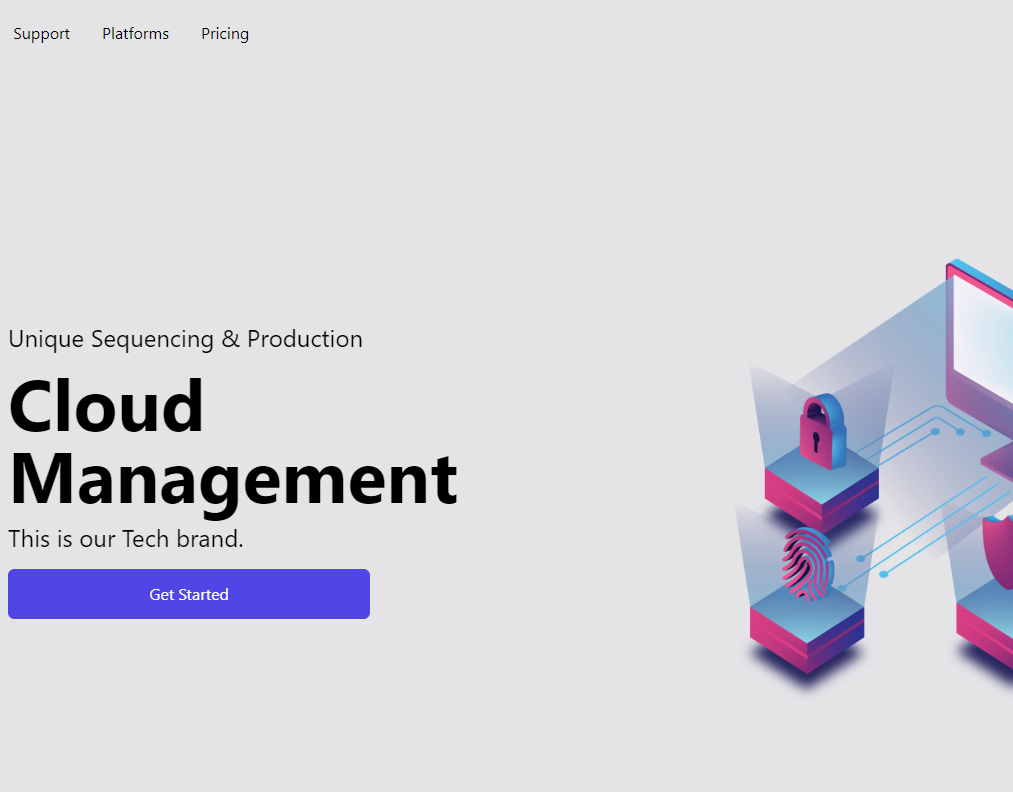 Support Platforms Pricing
Unique Sequencing & Production
Cloud
Management
This is our Tech brand.
Get Started